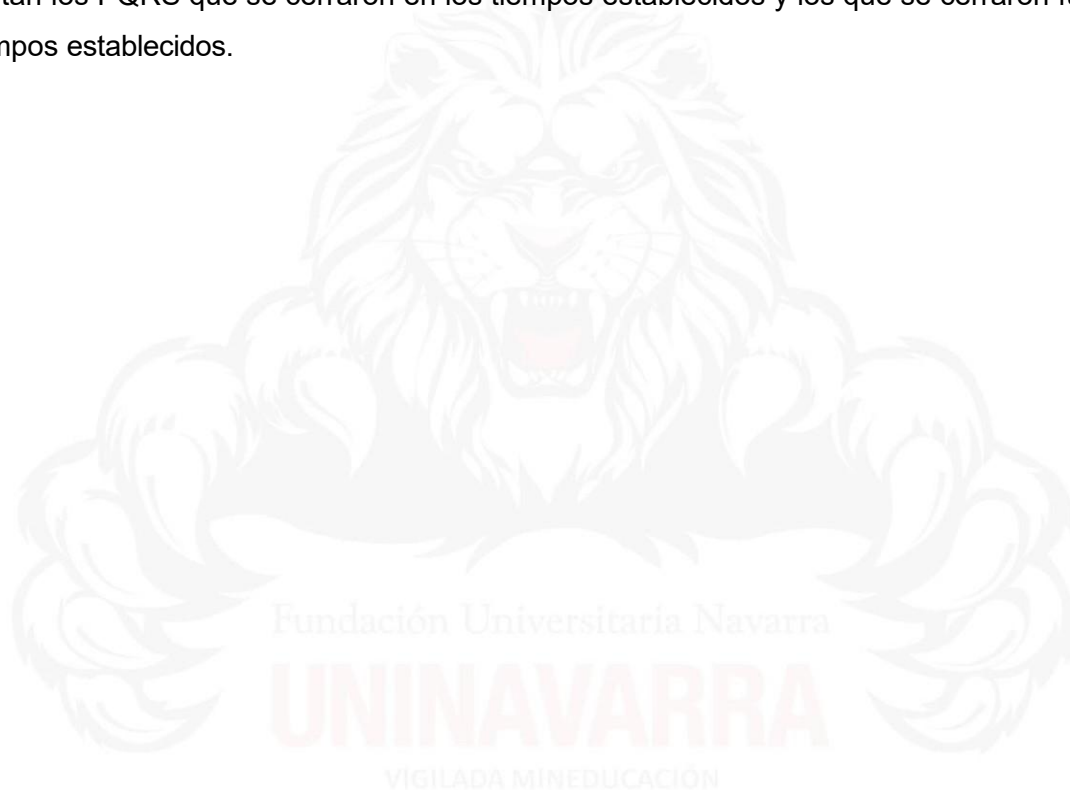 tan los PQRS que se cerraron en los tiempos establecidos y los que se cerraron
mpos establecidos.
Fundación Universitaria Navarra
UNINAVARRA
VIGILADA MINEDUCACIÓN